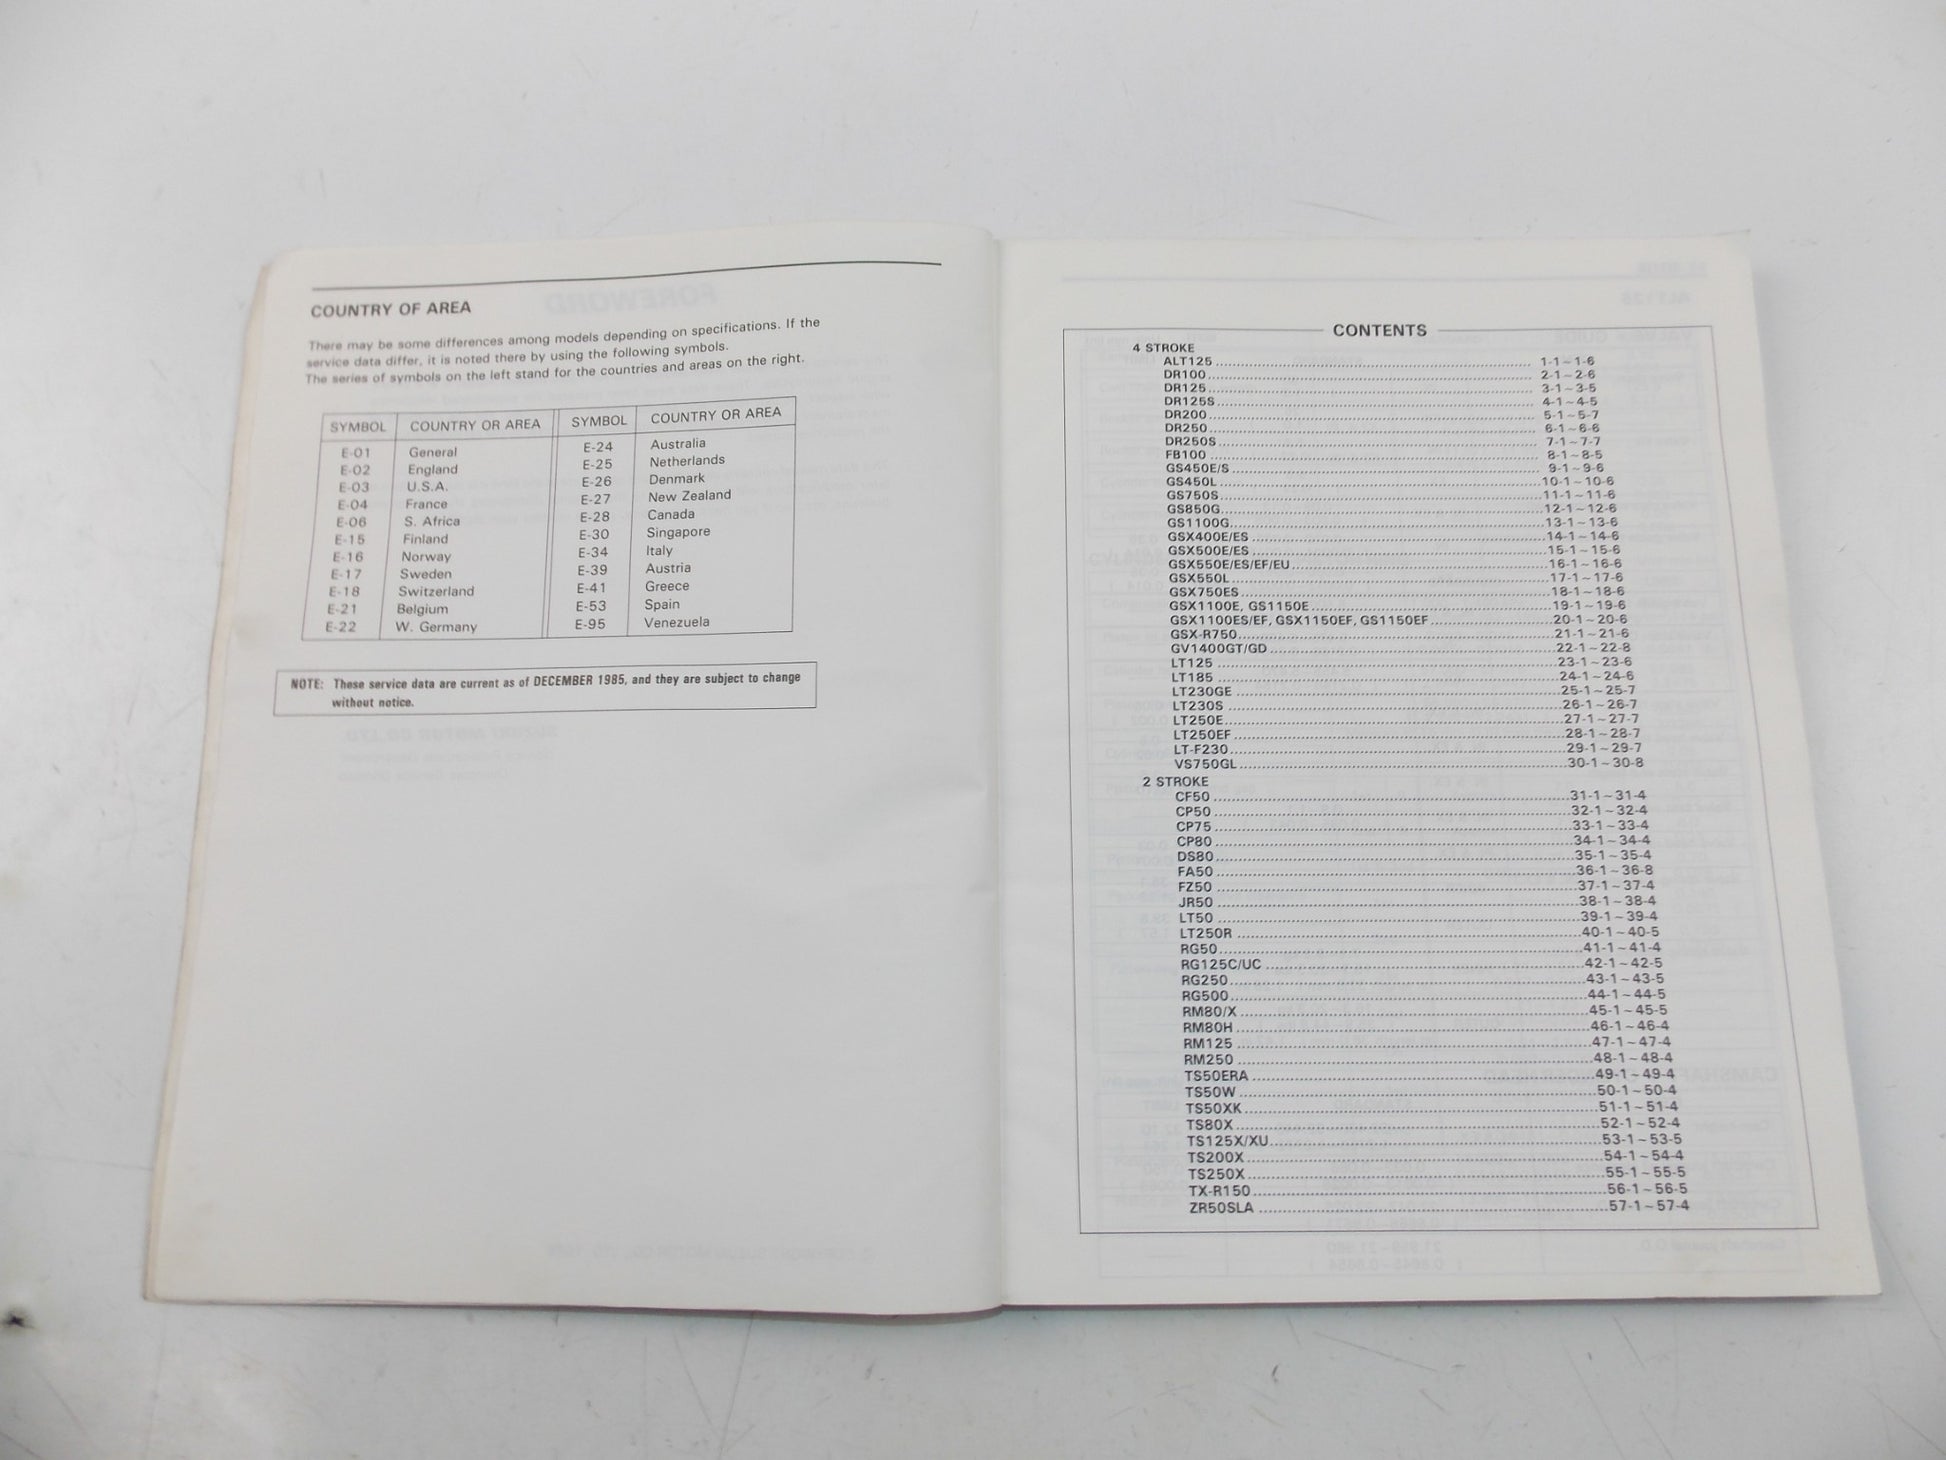 COUNTRY OF AREA
There may be some differences among models depending on specifications. If the
service data differ, it is noted there by using the following symbols.
The series of symbols on the left stand for the countries and areas on the right.
SYMBOL COUNTRY OR AREA SYMBOL COUNTRY OR AREA
E-01 General E-24 Australia
E-02 England E-25 Netherlands
E-03 U.S.A. E-26 Denmark
E-04 France E-27 New Zealand
E-06 S. Africa E-28 Canada
E-15 Finland E-30 Singapore
E-16 Norway E-34 Italy
E-17 Sweden E-39 Austria
E-18 Switzerland E-41 Greece
E-21 Belgium E-53 Spain
E-22 W. Germany E-95 Venezuela
NOTE: These service data are current as of DECEMBER 1985, and they are subject to change
without notice.
CONTENTS
4 STROKE
ALT125 1-1~1-6
DR100 2-1~2-6
DR125 3-1~3-5
DR125S 4-1~4-5
DR200 5-1~5-7
DR250 6-1~6-6
DR250S 7-1~7-7
FB100 8-1~8-5
GS450E/S 9-1~9-6
GS450L 10-1~10-6
GS750S 11-1~11-6
GS850G 12-1~12-6
GS1100G 13-1~13-6
GSX400E/ES 14-1~14-6
GSX500E/ES 15-1~15-6
GSX550E/ES/EF/EU 16-1~16-6
GSX550L 17-1~17-6
GSX750ES 18-1~18-6
GSX1100E, GS1150E 19-1~19-6
GSX1100ES/EF, GSX1150EF, GS1150EF 20-1~20-6
GSX-R750 21-1~21-6
GV1400GT/GD 22-1~22-8
LT125 23-1~23-6
LT185 24-1~24-6
LT230GE 25-1~25-7
LT230S 26-1~26-7
LT250E 27-1~27-7
LT250EF 28-1~28-7
LT-F230 29-1~29-7
VS750GL 30-1~30-8
2 STROKE
CF50 31-1~31-4
CP50 32-1~32-4
CP75 33-1~33-4
CP80 34-1~34-4
DS80 35-1~35-4
FA50 36-1~36-8
FZ50 37-1~37-4
JR50 38-1~38-4
LT50 39-1~39-4
LT250R 40-1~40-5
RG50 41-1~41-4
RG125C/UC 42-1~42-5
RG250 43-1~43-5
RG500 44-1~44-5
RM80/X 45-1~45-5
RM80H 46-1~46-4
RM125 47-1~47-4
RM250 48-1~48-4
TS50ERA 49-1~49-4
TS50W 50-1~50-4
TS50XK 51-1~51-4
TS80X 52-1~52-4
TS125X/XU 53-1~53-5
TS200X 54-1~54-4
TS250X 55-1~55-5
TX-R150 56-1~56-5
ZR50SLA 57-1~57-4